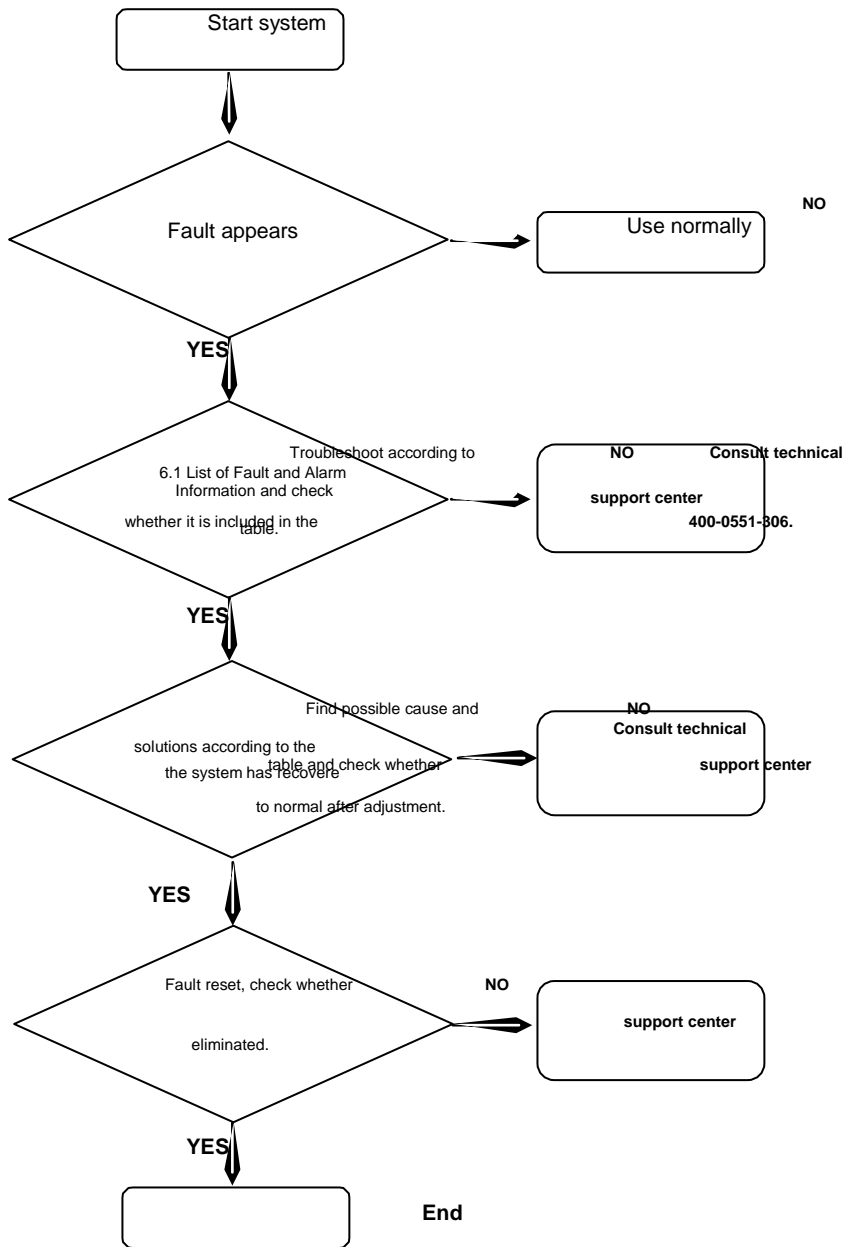 Start system
Fault appears
NO
Use normally
YES
Troubleshoot according to
6.1 List of Fault and Alarm
Information and check
whether it is included in the
table.
NO
Consult technical
support center
400-0551-306.
YES
Find possible cause and
solutions according to the
table and check whether
the system has recovere
to normal after adjustment.
NO
Consult technical
support center
YES
Fault reset, check whether
eliminated.
NO
support center
YES
End